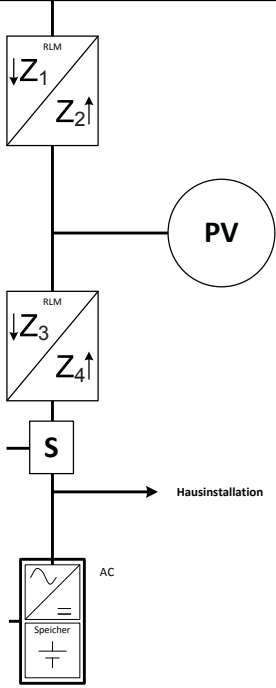 RLM
Z1
Z2
PV
RLM
Z3
Z4
S
Hausinstallation
AC
Speicher